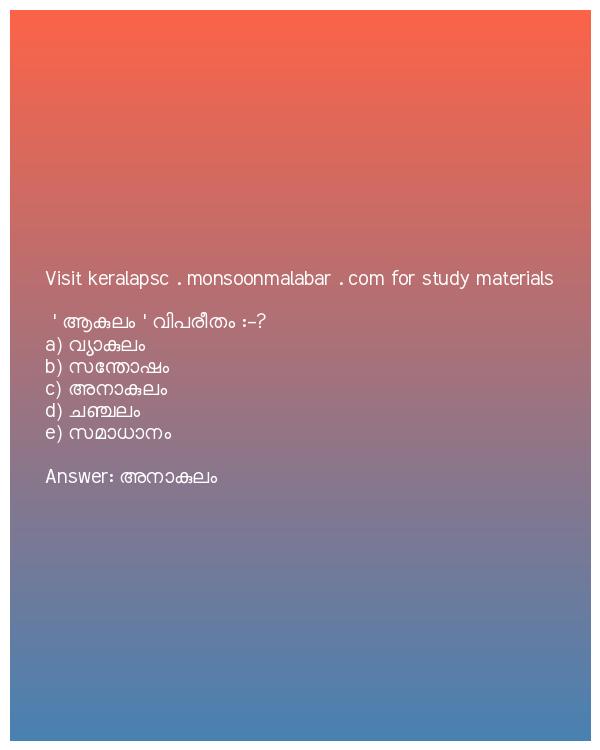 Visit keralapsc . monsoonmalabar . com for study materials
' ആകുലം ' വിപരീതം :-?
a) വ്യാകുലം
b) സന്തോഷം
c) അനാകുലം
d) ചഞ്ചലം
e) സമാധാനം
Answer: അനാകുലം